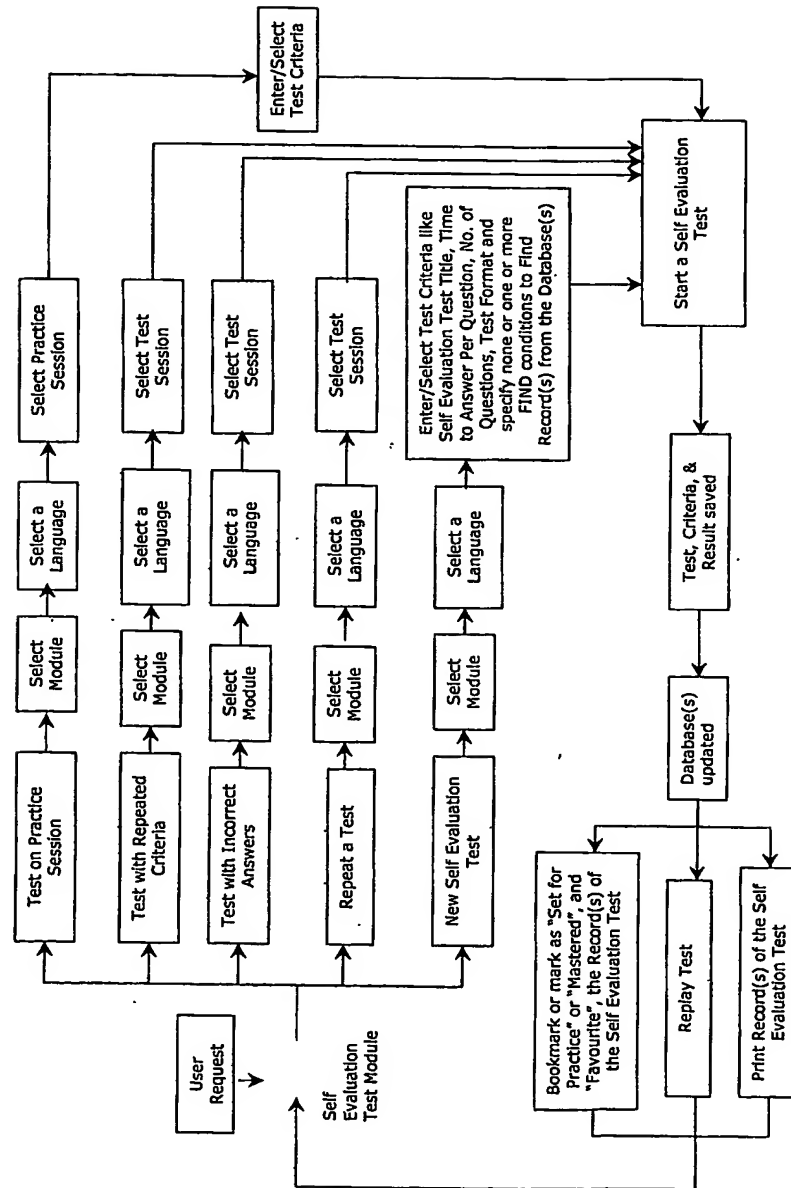 User
Request
Self
Evaluation
Test Module
Test on Practice
Session
Select
Module
Select a
Language
Select Practice
Session
Enter/Select
Test Criteria
Test with Repeated
Criteria
Select
Module
Select a
Language
Select Test
Session
Test with Incorrect
Answers
Select
Module
Select a
Language
Select Test
Session
Repeat a Test
Select
Module
Select a
Language
Select Test
Session
New Self Evaluation
Test
Select
Module
Select a
Language
Enter/Select Test Criteria like
Self Evaluation Test Title, Time
to Answer Per Question, No. of
Questions, Test Format and
specify none or one or more
FIND conditions to Find
Record(s) from the Database(s)
Start a Self Evaluation
Test
Test, Criteria, &
Result saved
Database(s)
updated
Bookmark or mark as "Set for
Practice" or "Mastered", and
"Favourite", the Record(s) of
the Self Evaluation Test
Replay Test
Print Record(s) of the Self
Evaluation Test